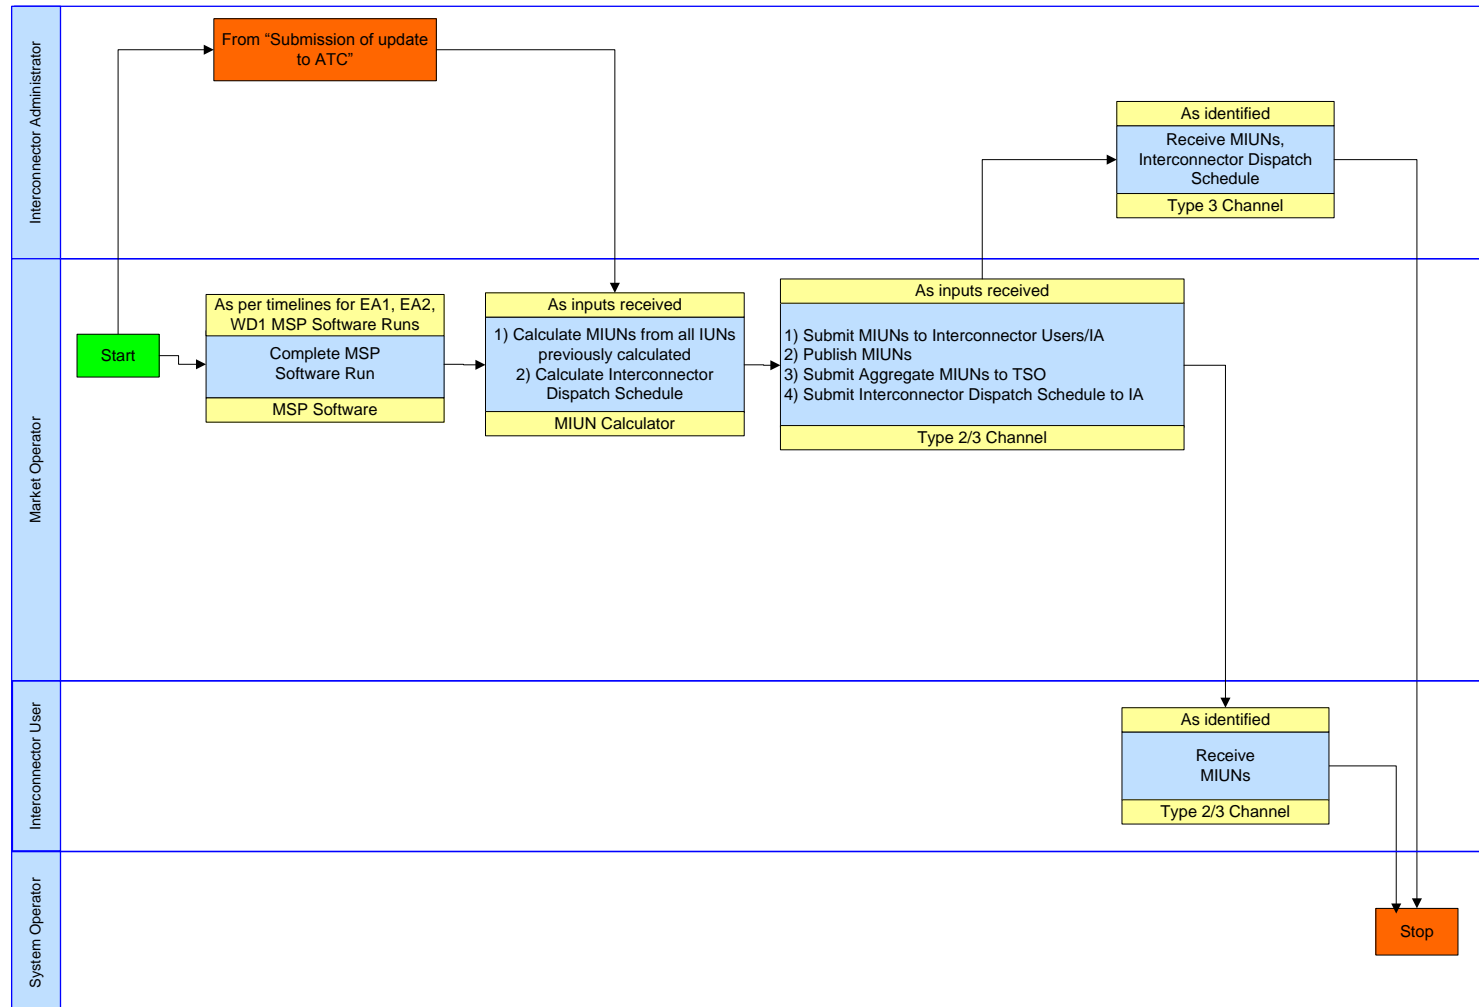 Interconnector Administrator
From “Submission of update
to ATC”
As identified
Receive MIUNs,
Interconnector Dispatch
Schedule
Type 3 Channel
Market Operator
Start
As per timelines for EA1, EA2,
WD1 MSP Software Runs
Complete MSP
Software Run
MSP Software
As inputs received
1) Calculate MIUNs from all IUNs
previously calculated
2) Calculate Interconnector
Dispatch Schedule
MIUN Calculator
As inputs received
1) Submit MIUNs to Interconnector Users/IA
2) Publish MIUNs
3) Submit Aggregate MIUNs to TSO
4) Submit Interconnector Dispatch Schedule to IA
Type 2/3 Channel
Interconnector User
As identified
Receive
MIUNs
Type 2/3 Channel
System Operator
Stop